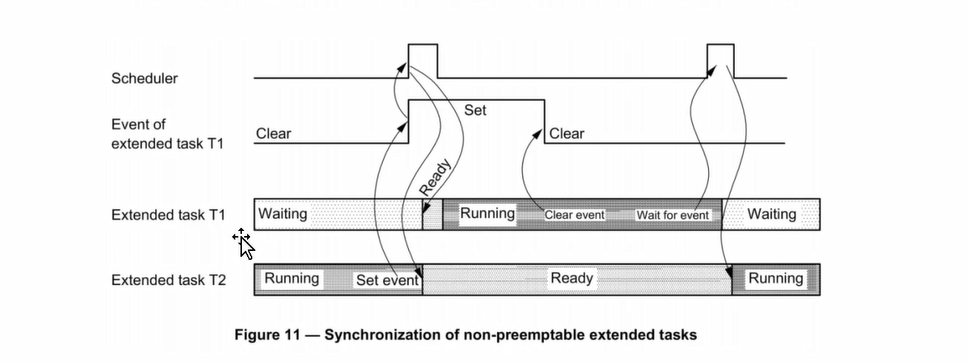 Scheduler
Event of
extended task T1
Clear
Set
Clear
Ready
Extended task T1
Waiting
Running
Clear event
Wait for event
Waiting
Extended task T2
Running
Set event
Ready
Running
Figure 11 — Synchronization of non-preemptable extended tasks